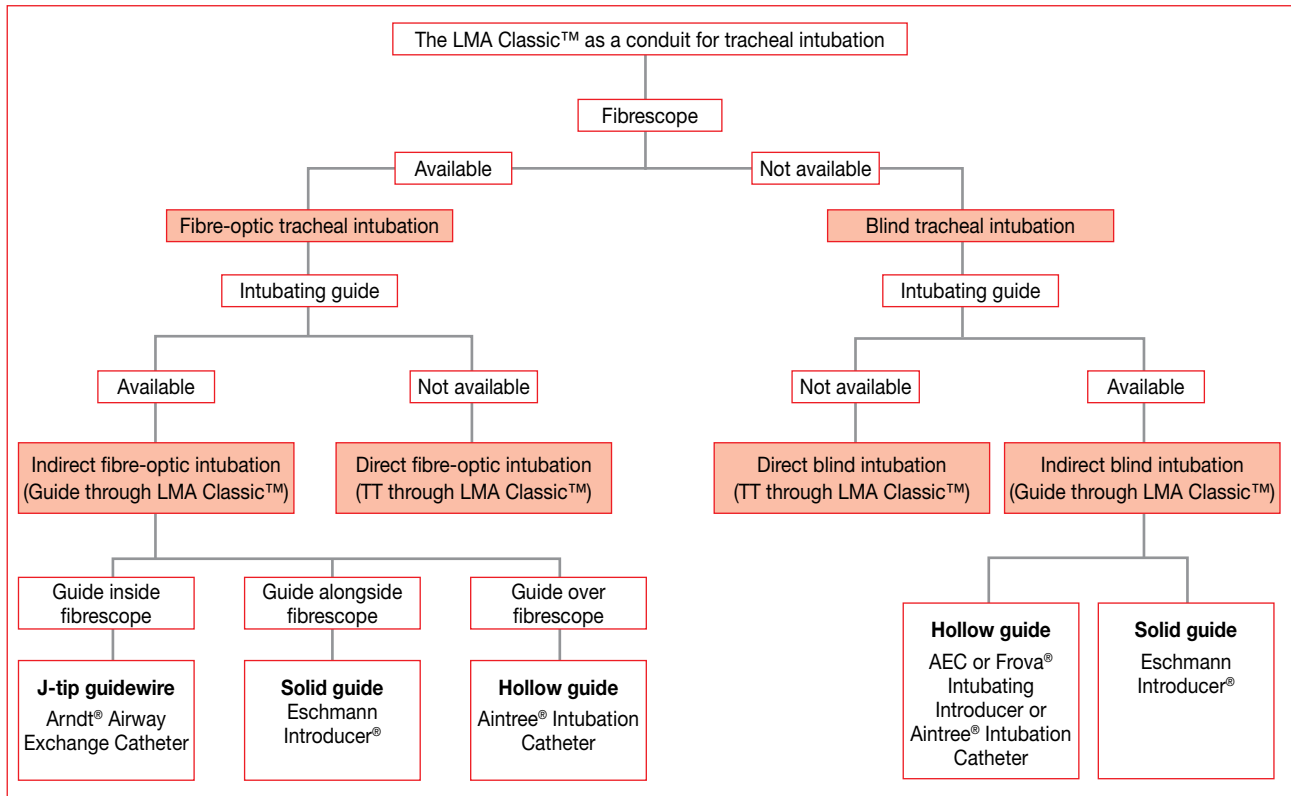 The LMA Classic™ as a conduit for tracheal intubation
Fibrescope
Available
Not available
Fibre-optic tracheal intubation
Blind tracheal intubation
Intubating guide
Intubating guide
Available
Not available
Not available
Available
Indirect fibre-optic intubation
(Guide through LMA Classic™)
Direct fibre-optic intubation
(TT through LMA Classic™)
Direct blind intubation
(TT through LMA Classic™)
Indirect blind intubation
(Guide through LMA Classic™)
Guide inside
fibrescope
Guide alongside
fibrescope
Guide over
fibrescope
J-tip guidewire
Arndt® Airway
Exchange Catheter
Solid guide
Eschmann
Introducer®
Hollow guide
Aintree® Intubation
Catheter
Hollow guide
AEC or Frova®
Intubating
Introducer or
Aintree® Intubation
Catheter
Solid guide
Eschmann
Introducer®